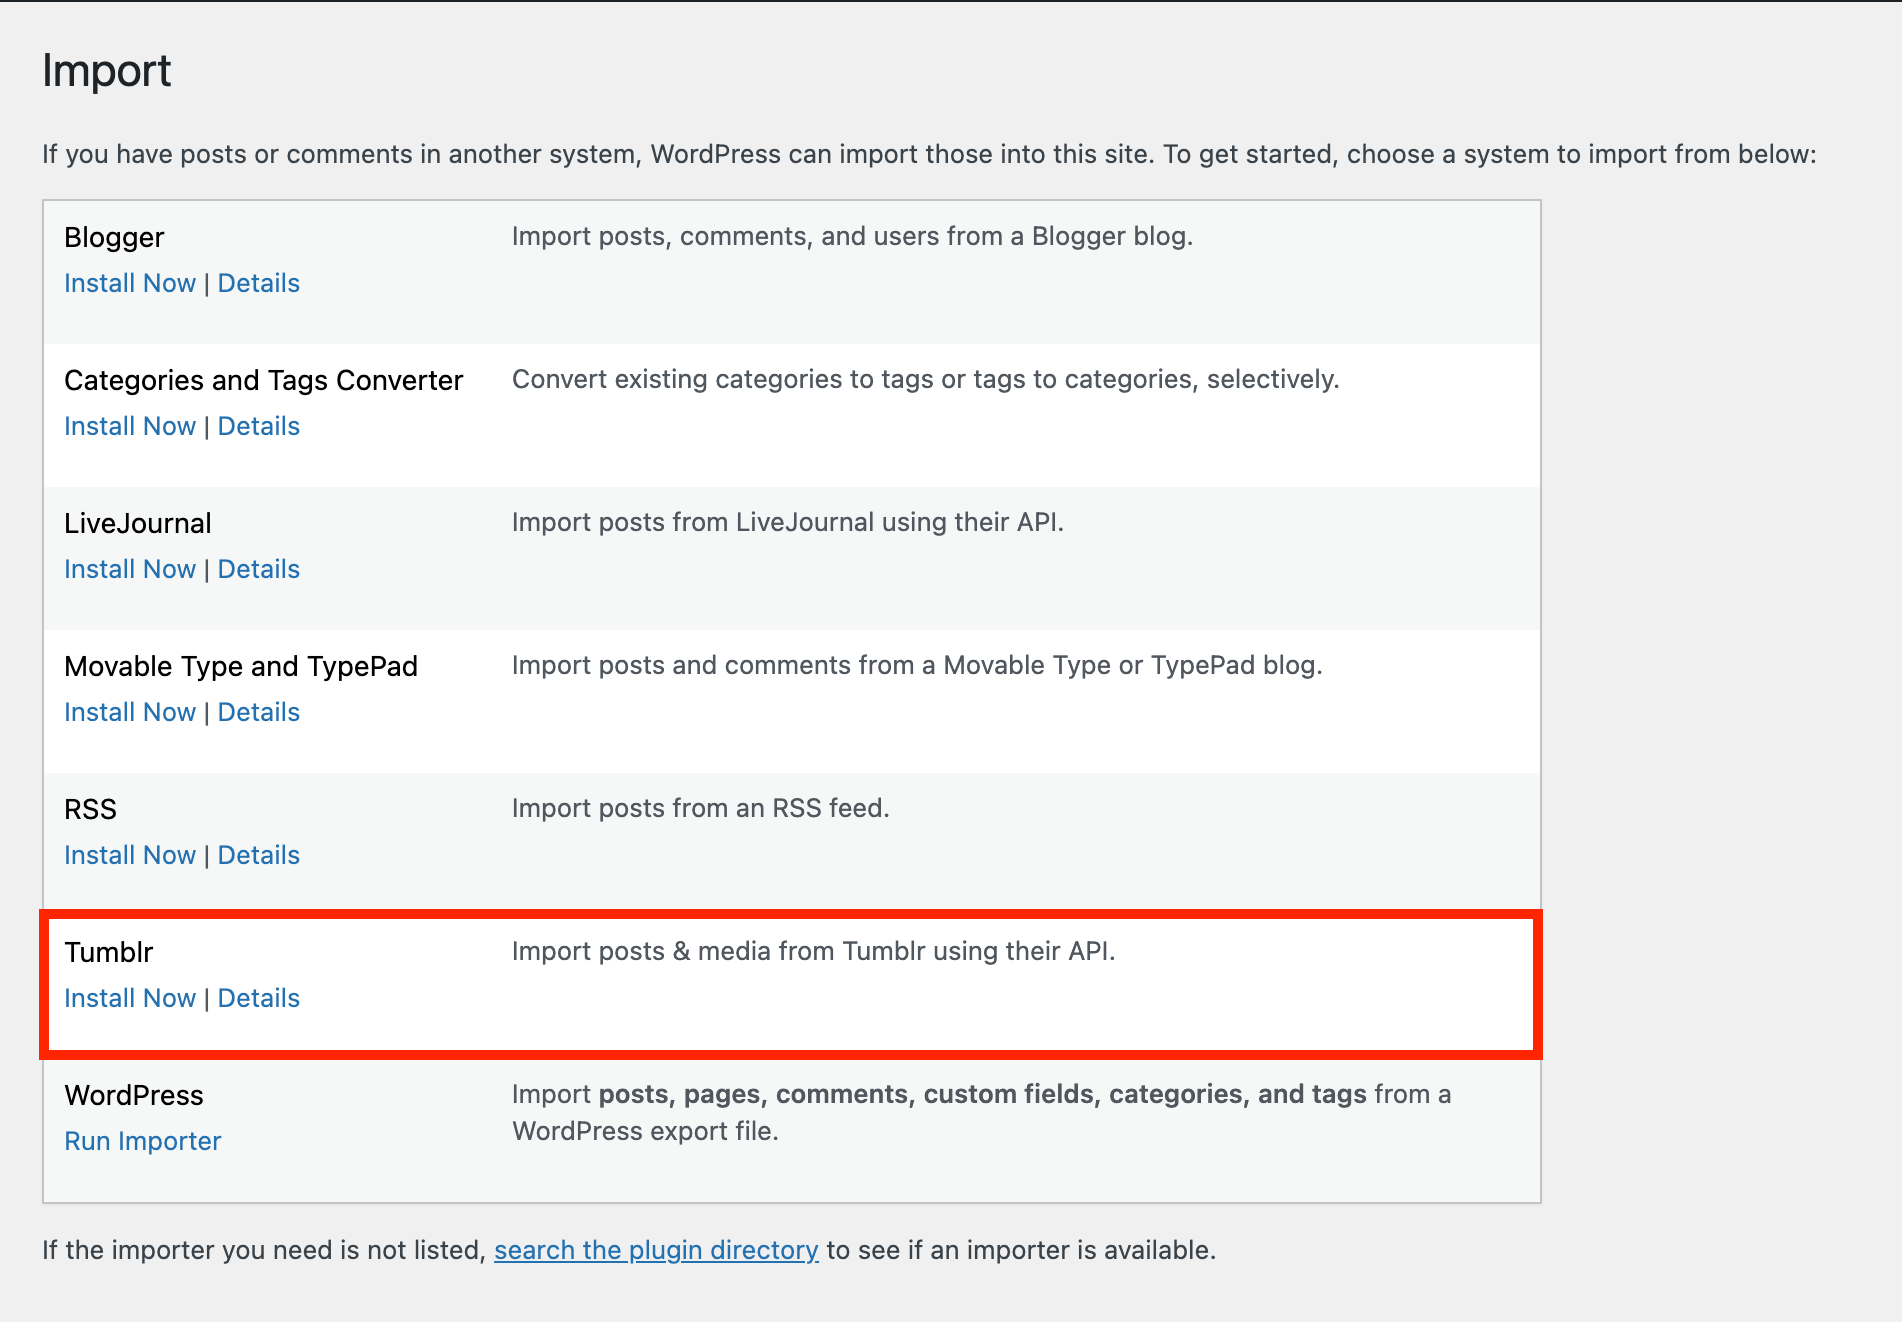 Import
If you have posts or comments in another system, WordPress can import those into this site. To get started, choose a system to import from below:
Blogger
Import posts, comments, and users from a Blogger blog.
Install Now | Details
Categories and Tags Converter
Convert existing categories to tags or tags to categories, selectively.
Install Now | Details
LiveJournal
Import posts from LiveJournal using their API.
Install Now | Details
Movable Type and TypePad
Import posts and comments from a Movable Type or TypePad blog.
Install Now | Details
RSS
Import posts from an RSS feed.
Install Now | Details
Tumblr
Import posts & media from Tumblr using their API.
Install Now | Details
WordPress
Import posts, pages, comments, custom fields, categories, and tags from a
WordPress export file.
Run Importer
If the importer you need is not listed, search the plugin directory to see if an importer is available.